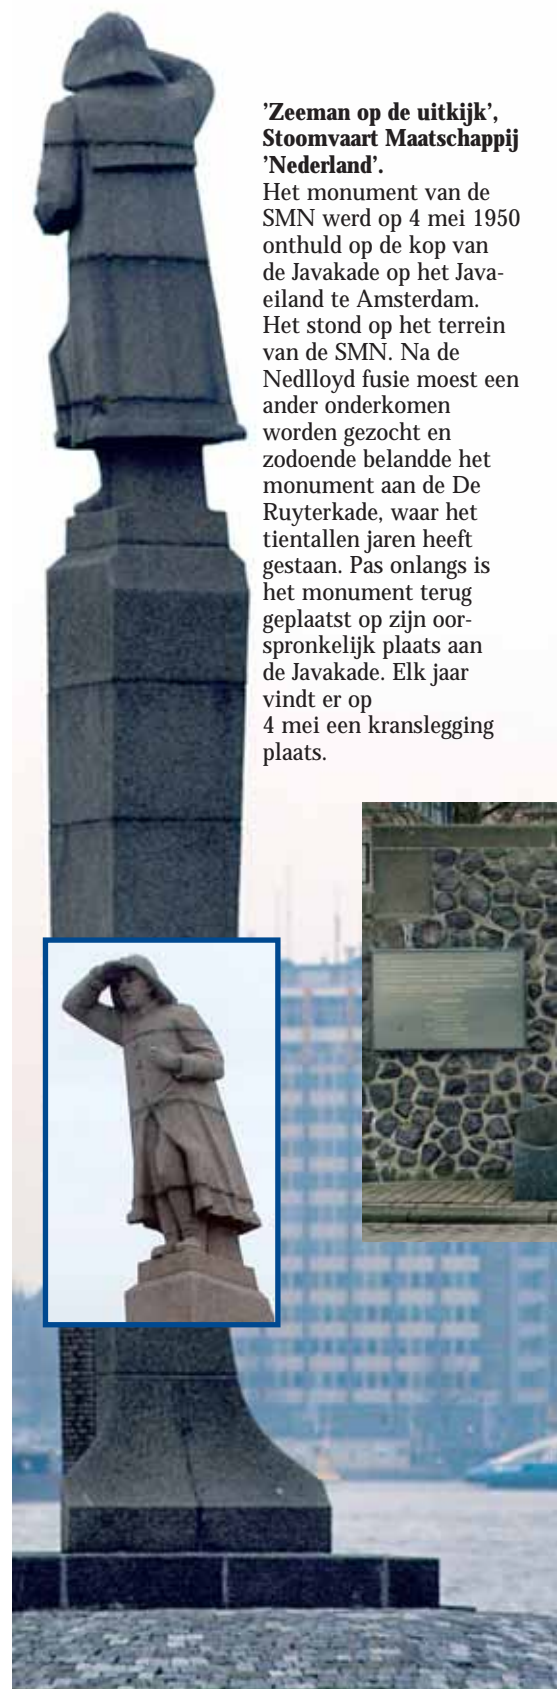 ’Zeeman op de uitkijk’,
Stoomvaart Maatschappij
’Nederland’.
Het monument van de
SMN werd op 4 mei 1950
onthuld op de kop van
de Javakade op het Java-
eiland te Amsterdam.
Het stond op het terrein
van de SMN. Na de
Nedlloyd fusie moest een
ander onderkomen
worden gezocht en
zodoende belandde het
monument aan de De
Ruyterkade, waar het
tientallen jaren heeft
gestaan. Pas onlangs is
het monument terug
geplaatst op zijn oor-
spronkelijk plaats aan
de Javakade. Elk jaar
vindt er op
4 mei een kranslegging
plaats.